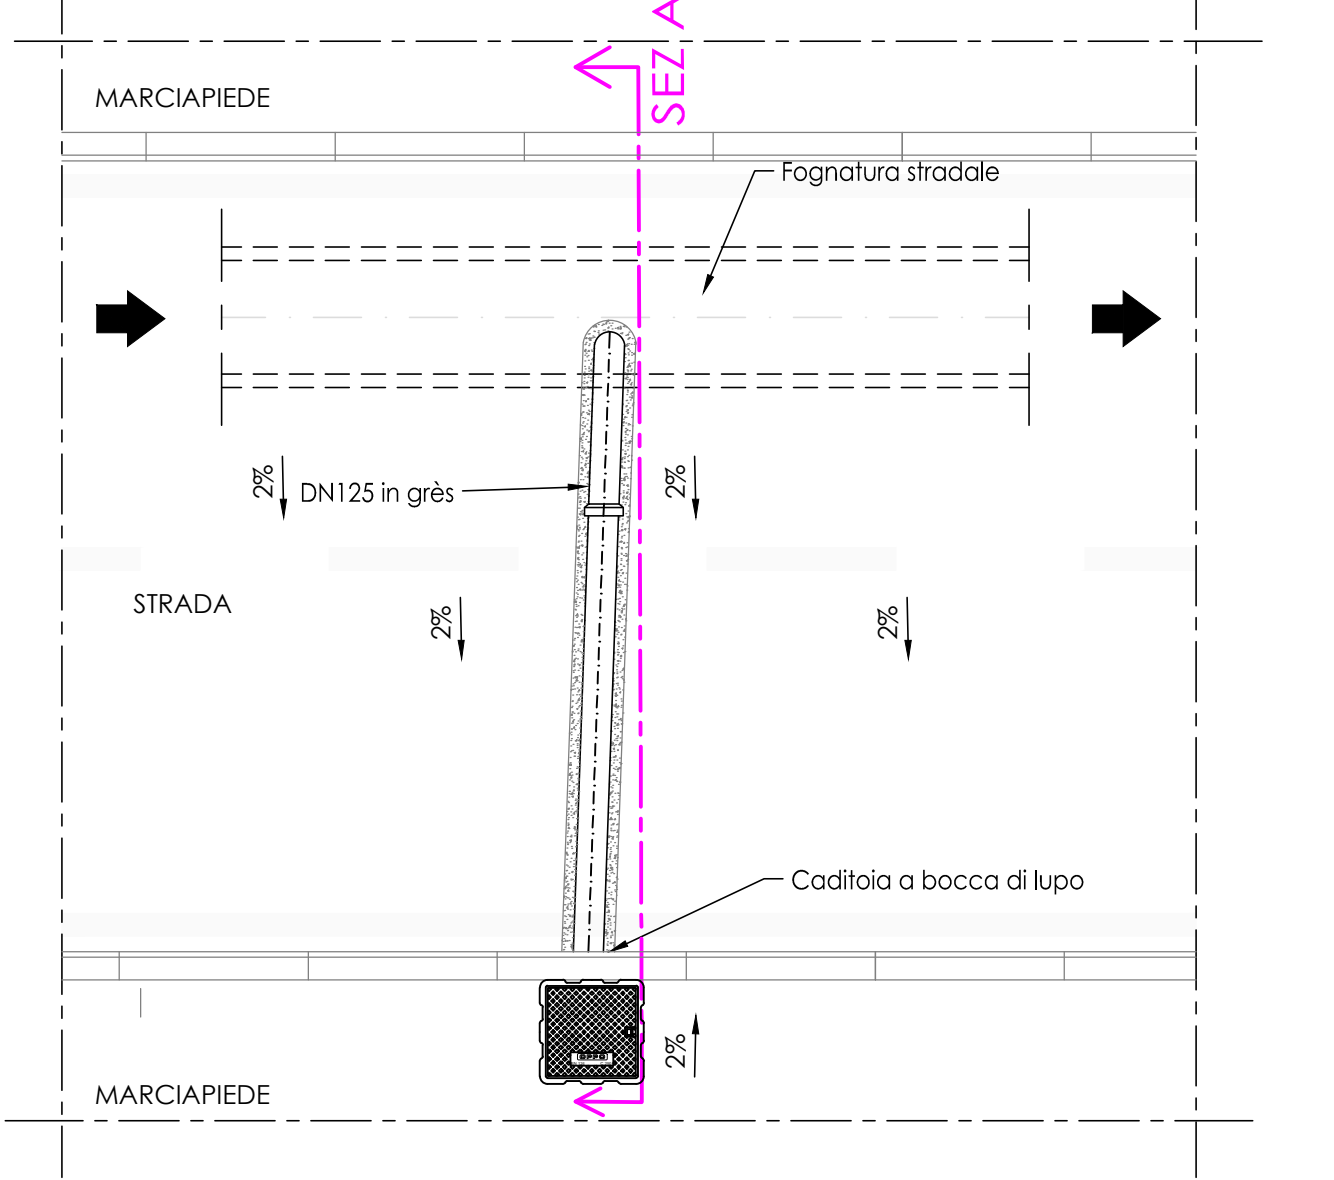 SEZ A
MARCIAPIEDE
Fognatura stradale
2%
DN125 in grès
2%
STRADA
2%
2%
Caditoia a bocca di lupo
2%
MARCIAPIEDE